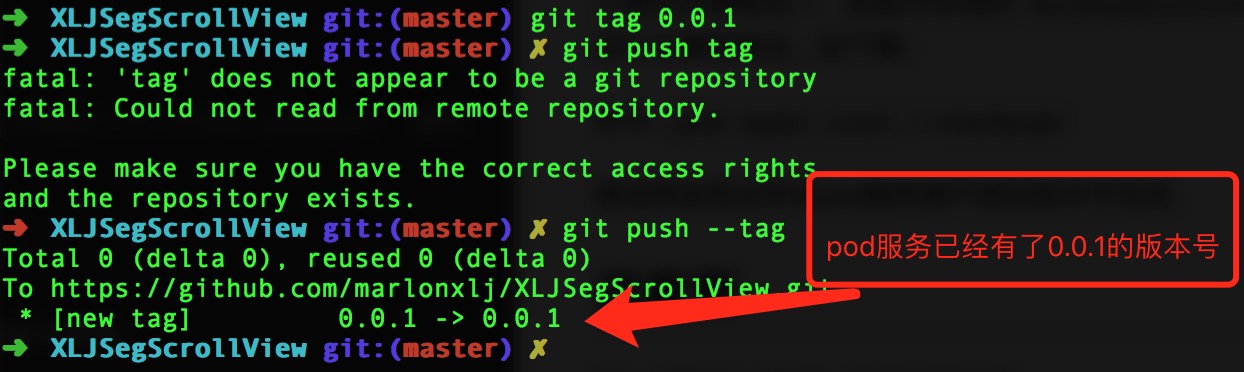 ➜ XLJSegScrollView git:(master) git tag 0.0.1
➜ XLJSegScrollView git:(master) ✗ git push tag
fatal: 'tag' does not appear to be a git repository
fatal: Could not read from remote repository.
Please make sure you have the correct access rights
and the repository exists.
➜ XLJSegScrollView git:(master) ✗ git push --tag
pod服务已经有了0.0.1的版本号
Total 0 (delta 0), reused 0 (delta 0)
To https://github.com/marlonxlj/XLJSegScrollView.git
* [new tag] 0.0.1 -> 0.0.1
➜ XLJSegScrollView git:(master) ✗